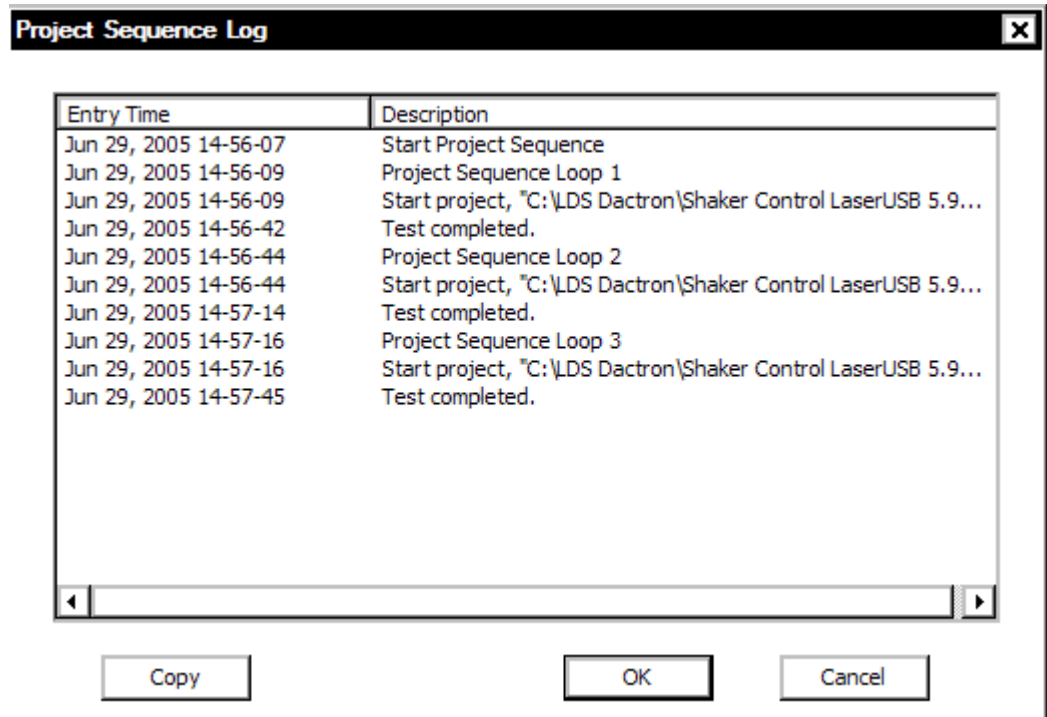 Project Sequence Log
Entry Time Description
Jun 29, 2005 14-56-07 Start Project Sequence
Jun 29, 2005 14-56-09 Project Sequence Loop 1
Jun 29, 2005 14-56-09 Start project, "C:\LDS Dactron\Shaker Control LaserUSB 5.9...
Jun 29, 2005 14-56-42 Test completed.
Jun 29, 2005 14-56-44 Project Sequence Loop 2
Jun 29, 2005 14-56-44 Start project, "C:\LDS Dactron\Shaker Control LaserUSB 5.9...
Jun 29, 2005 14-57-14 Test completed.
Jun 29, 2005 14-57-16 Project Sequence Loop 3
Jun 29, 2005 14-57-16 Start project, "C:\LDS Dactron\Shaker Control LaserUSB 5.9...
Jun 29, 2005 14-57-45 Test completed.
Copy OK Cancel